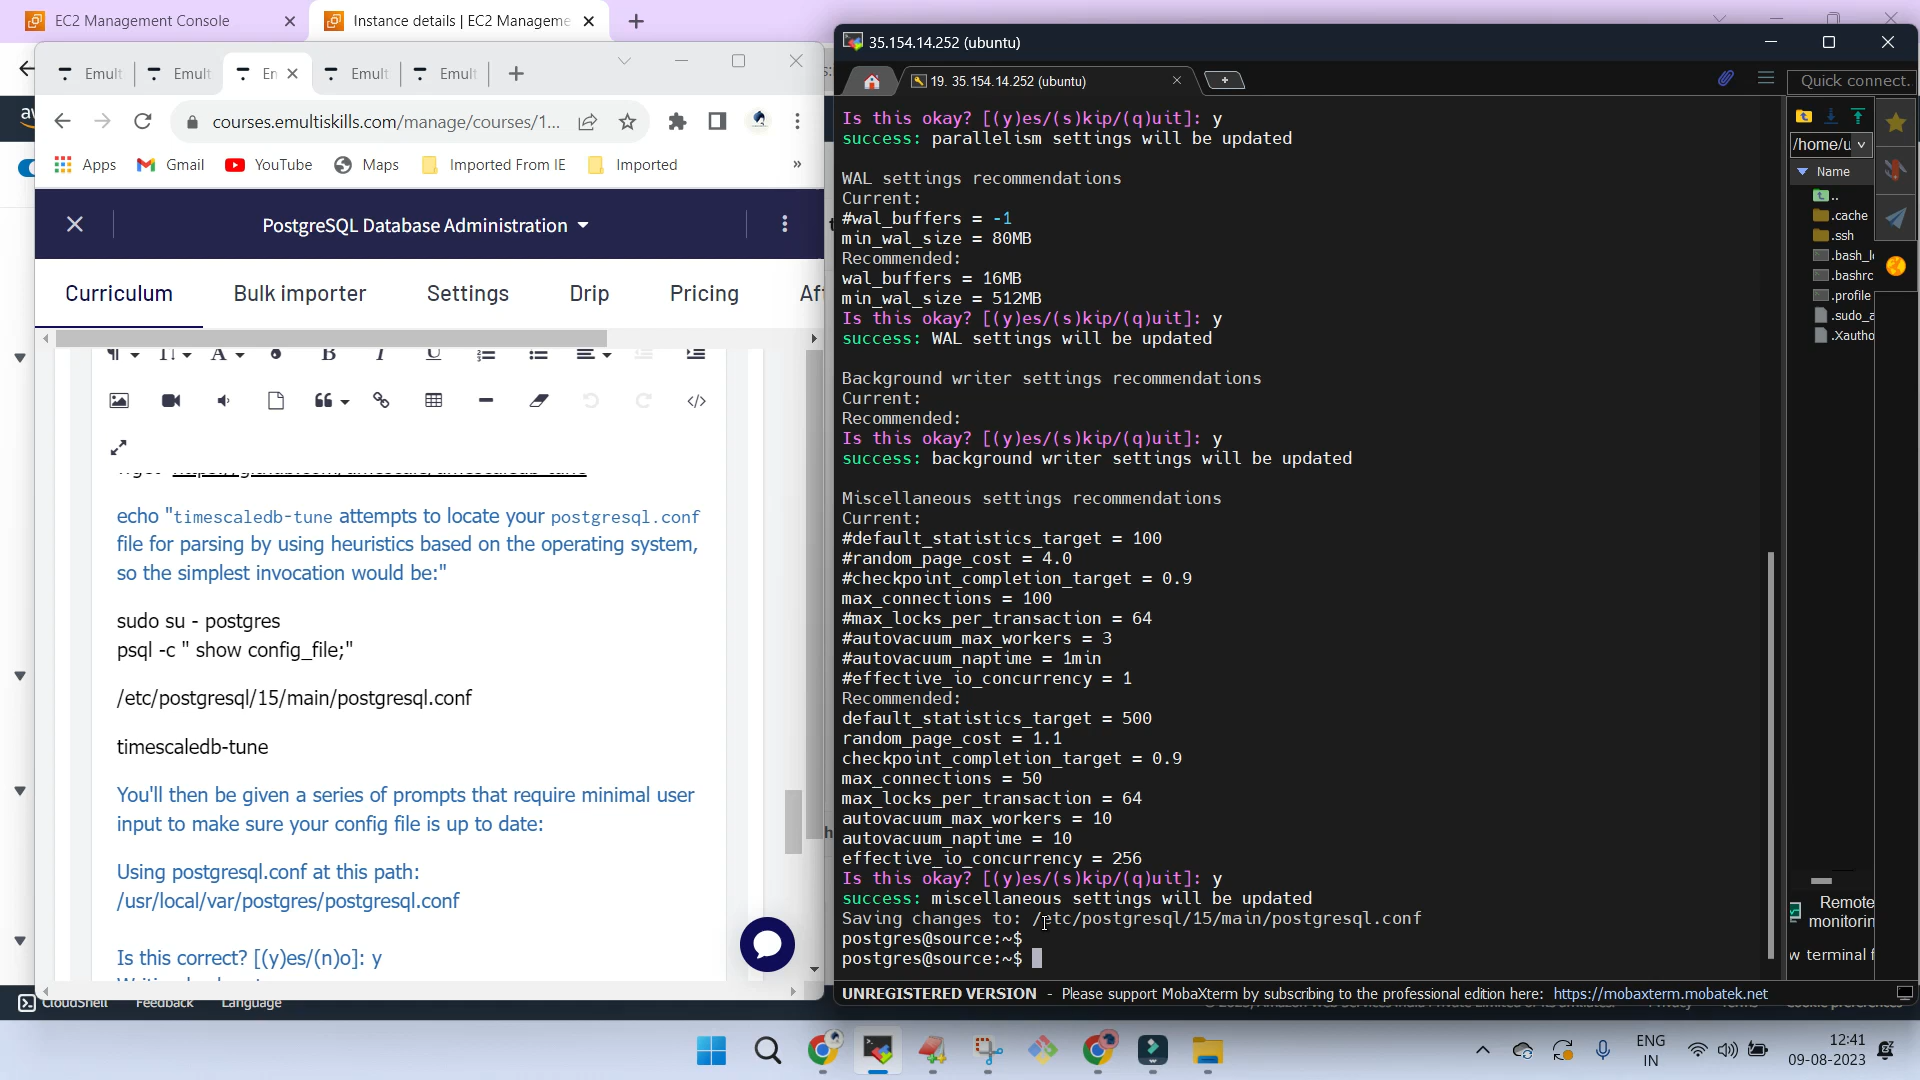 EC2 Management Console
Instance details | EC2 Manageme
35.154.14.252 (ubuntu)
Emult
Emult
En
Emult
Emult
19. 35.154.14.252 (ubuntu)
Quick connect.
courses.emultiskills.com/manage/courses/1...
Apps
Gmail
YouTube
Maps
Imported From IE
Imported
»
PostgreSQL Database Administration
Curriculum
Bulk importer
Settings
Drip
Pricing
Af
echo "timescaledb-tune attempts to locate your postgresql.conf
file for parsing by using heuristics based on the operating system,
so the simplest invocation would be:"
sudo su - postgres
psql -c " show config_file;"
/etc/postgresql/15/main/postgresql.conf
timescaledb-tune
You'll then be given a series of prompts that require minimal user
input to make sure your config file is up to date:
Using postgresql.conf at this path:
/usr/local/var/postgres/postgresql.conf
Is this correct? [(y)es/(n)o]: y
CloudShell
Feedback
Language
Is this okay? [(y)es/(s)kip/(q)uit]: y
success: parallelism settings will be updated
WAL settings recommendations
Current:
#wal_buffers = -1
min_wal_size = 80MB
Recommended:
wal_buffers = 16MB
min_wal_size = 512MB
Is this okay? [(y)es/(s)kip/(q)uit]: y
success: WAL settings will be updated
Background writer settings recommendations
Current:
Recommended:
Is this okay? [(y)es/(s)kip/(q)uit]: y
success: background writer settings will be updated
Miscellaneous settings recommendations
Current:
#default_statistics_target = 100
#random_page_cost = 4.0
#checkpoint_completion_target = 0.9
max_connections = 100
#max_locks_per_transaction = 64
#autovacuum_max_workers = 3
#autovacuum_naptime = 1min
#effective_io_concurrency = 1
Recommended:
default_statistics_target = 500
random_page_cost = 1.1
checkpoint_completion_target = 0.9
max_connections = 50
max_locks_per_transaction = 64
autovacuum_max_workers = 10
autovacuum_naptime = 10
effective_io_concurrency = 256
Is this okay? [(y)es/(s)kip/(q)uit]: y
success: miscellaneous settings will be updated
Saving changes to: /etc/postgresql/15/main/postgresql.conf
postgres@source:~$
postgres@source:~$
UNREGISTERED VERSION - Please support MobaXterm by subscribing to the professional edition here: https://mobaxterm.mobatek.net
/home/u
Name
..
.cache
.ssh
.bash_l
.bashrc
.profile
.sudo_a
.Xautho
Remote
monitorin
w terminal f
ENG
IN
12:41
09-08-2023